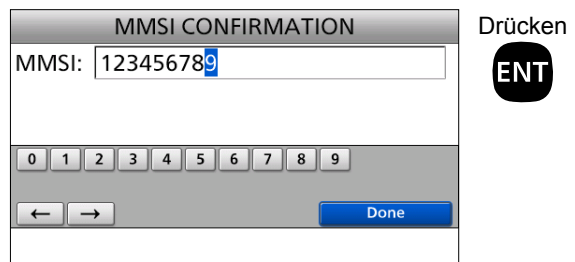 MMSI CONFIRMATION
Drücken
MMSI: 123456789
ENT
0 1 2 3 4 5 6 7 8 9
← → Done